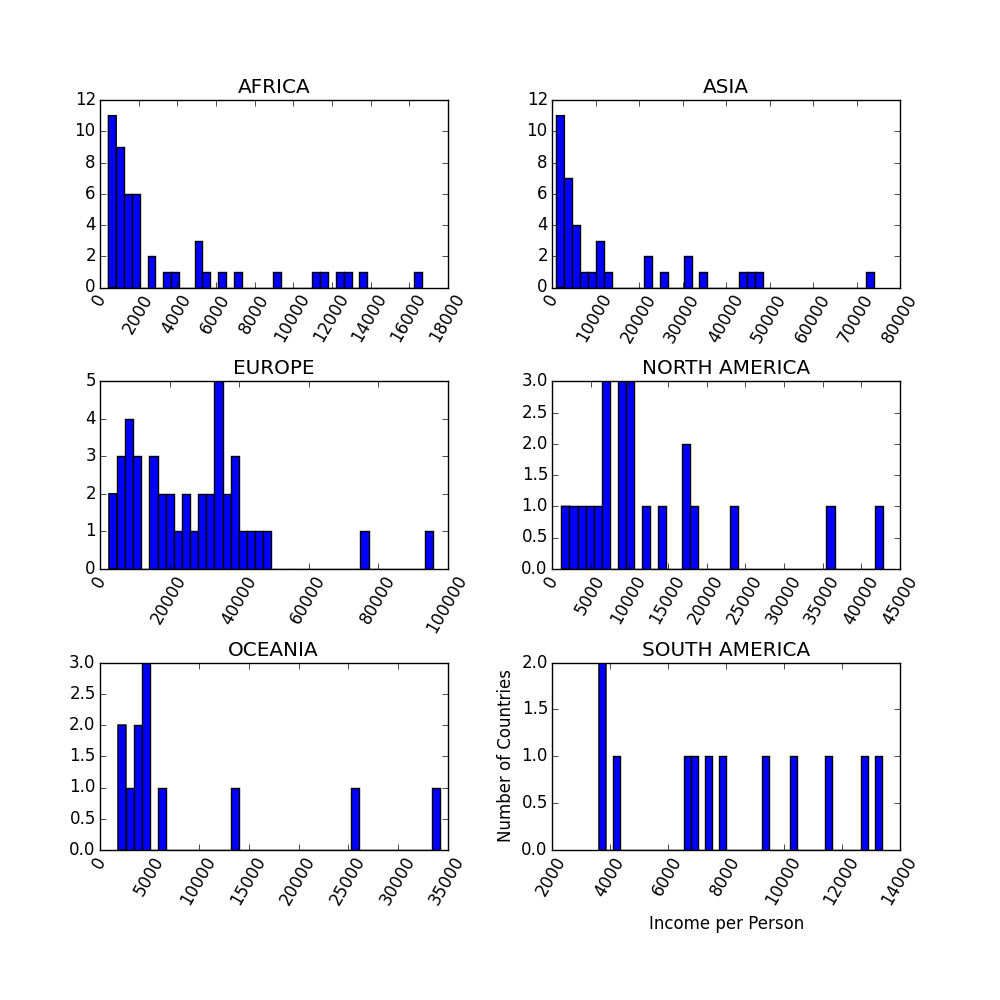 AFRICA
12
10
8
6
4
2
0
0 2000 4000 6000 8000 10000 12000 14000 16000 18000
ASIA
12
10
8
6
4
2
0
0 10000 20000 30000 40000 50000 60000 70000 80000
EUROPE
5
4
3
2
1
0
0 20000 40000 60000 80000 100000
NORTH AMERICA
3.0
2.5
2.0
1.5
1.0
0.5
0.0
0 5000 10000 15000 20000 25000 30000 35000 40000 45000
OCEANIA
3.0
2.5
2.0
1.5
1.0
0.5
0.0
0 5000 10000 15000 20000 25000 30000 35000
SOUTH AMERICA
Number of Countries
2.0
1.5
1.0
0.5
0.0
2000 4000 6000 8000 10000 12000 14000
Income per Person